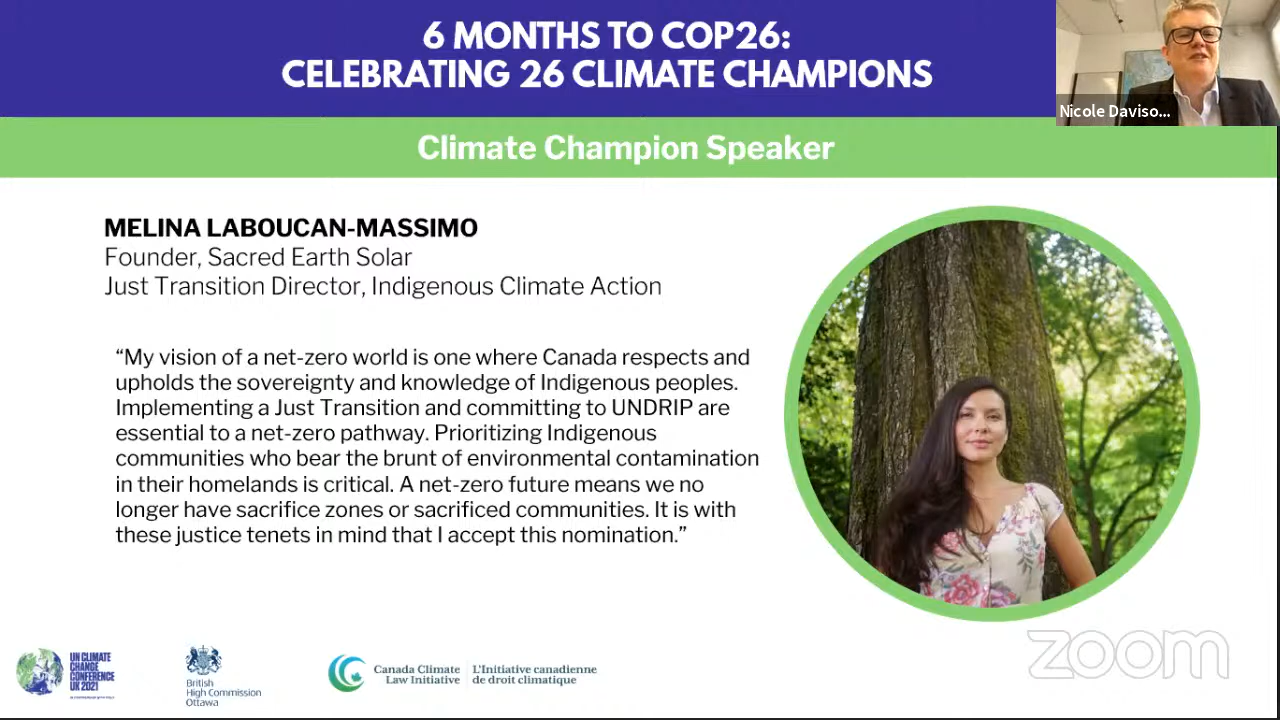 6 MONTHS TO COP26:
CELEBRATING 26 CLIMATE CHAMPIONS
Nicole Daviso...
Climate Champion Speaker
MELINA LABOUCAN-MASSIMO
Founder, Sacred Earth Solar
Just Transition Director, Indigenous Climate Action
“My vision of a net-zero world is one where Canada respects and
upholds the sovereignty and knowledge of Indigenous peoples.
Implementing a Just Transition and committing to UNDRIP are
essential to a net-zero pathway. Prioritizing Indigenous
communities who bear the brunt of environmental contamination
in their homelands is critical. A net-zero future means we no
longer have sacrifice zones or sacrificed communities. It is with
these justice tenets in mind that I accept this nomination.”
zoom
UN CLIMATE
CHANGE
CONFERENCE
UK 2021
British
High Commission
Ottawa
Canada Climate
Law Initiative
L'Initiative canadienne
de droit climatique